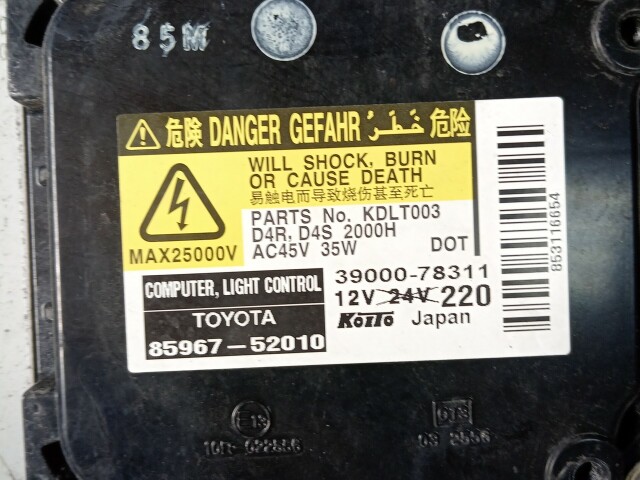 85M
危険 DANGER GEFAHR خَطَرٌ 危险
WILL SHOCK, BURN
OR CAUSE DEATH
易触电而导致烧伤甚至死亡
MAX25000V
PARTS No. KDLT003
D4R, D4S 2000H
AC45V 35W DOT
853116654
COMPUTER, LIGHT CONTROL
TOYOTA
85967-52010
39000-78311
12V 24V 220
KOITO Japan
E13